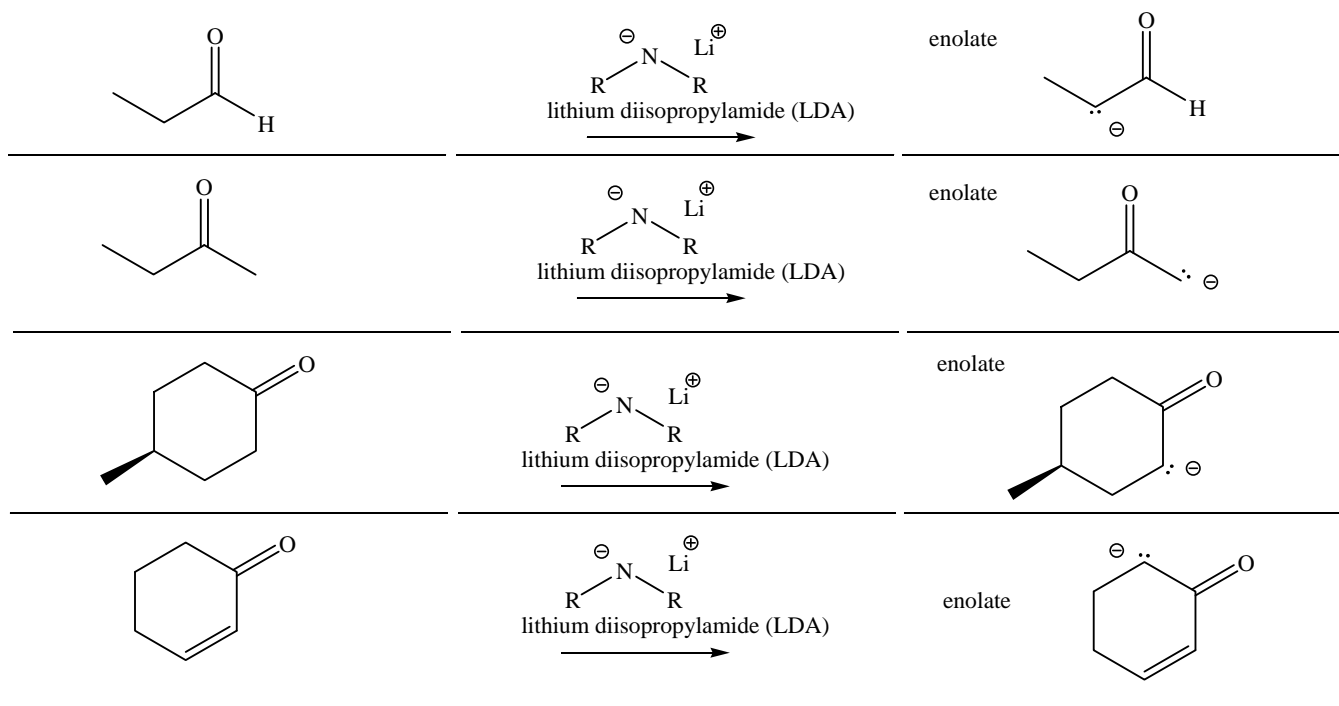 O
H
⊖ Li⊕
N
R R
lithium diisopropylamide (LDA)
enolate
O
H
⊖
O
⊖ Li⊕
N
R R
lithium diisopropylamide (LDA)
enolate
O
⊖
O
⊖ Li⊕
N
R R
lithium diisopropylamide (LDA)
enolate
O
⊖
O
⊖ Li⊕
N
R R
lithium diisopropylamide (LDA)
enolate
⊖
O